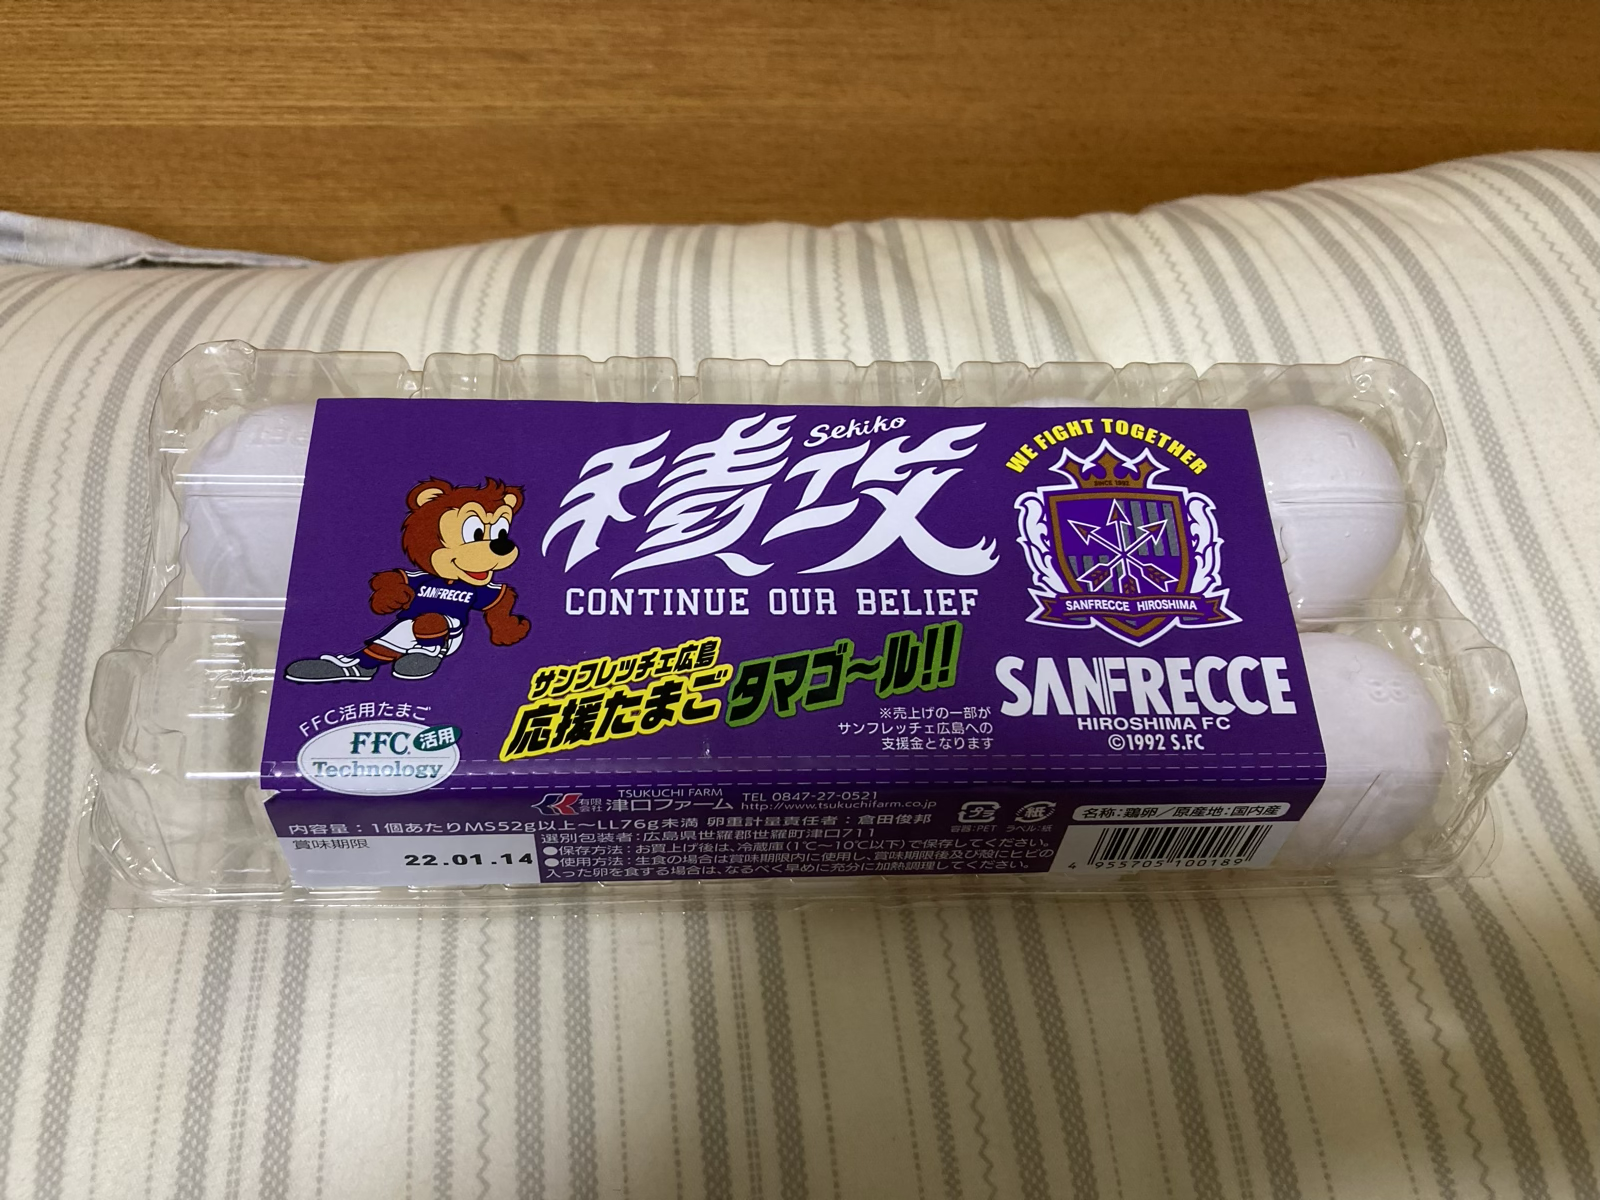 Sekiko
積攻
CONTINUE OUR BELIEF
サンフレッチェ広島
応援たまご タマゴ〜ル!!
※売上げの一部が
サンフレッチェ広島への
支援金となります
SANFRECCE
FFC活用たまご
FFC 活用
Technology
WE FIGHT TOGETHER
SINCE 1992
SANFRECCE HIROSHIMA
SANFRECCE
HIROSHIMA FC
©1992 S.FC
有限会社 津口ファーム
TSUKUCHI FARM
TEL 0847-27-0521
http://www.tsukuchifarm.co.jp
内容量:1個あたりMS52g以上〜LL76g未満 卵重計量責任者:倉田俊邦
賞味期限
22.01.14
選別包装者:広島県世羅郡世羅町津口711
●保存方法:お買上げ後は、冷蔵庫(1℃〜10℃以下)で保存してください。
●使用方法:生食の場合は賞味期限内に使用し、賞味期限後及び殻にヒビの
入った卵を食する場合は、なるべく早めに充分に加熱調理してください。
プラ
容器:PET
紙
ラベル:紙
名称:鶏卵/原産地:国内産
4 955705 100189